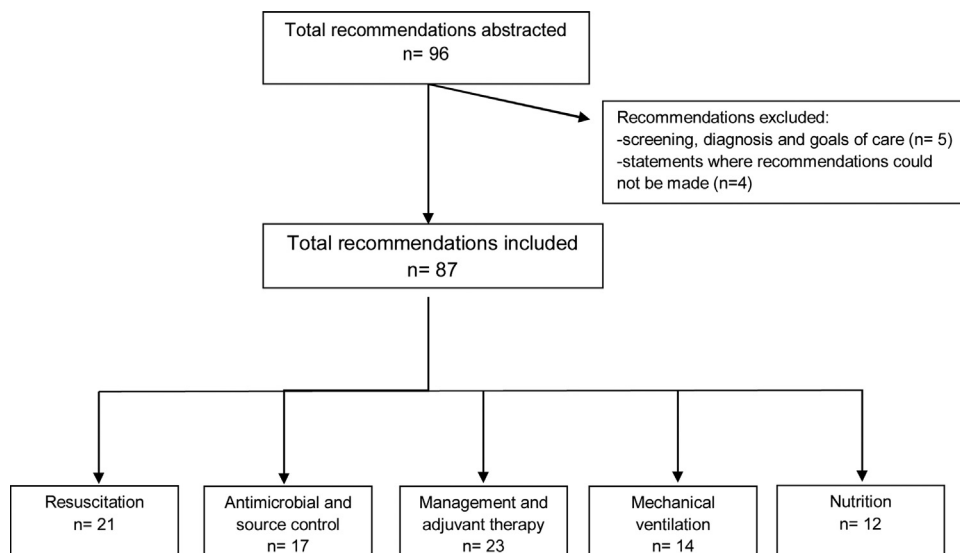 Total recommendations abstracted
n= 96
Recommendations excluded:
-screening, diagnosis and goals of care (n= 5)
-statements where recommendations could
not be made (n=4)
Total recommendations included
n= 87
Resuscitation
n= 21
Antimicrobial and
source control
n= 17
Management and
adjuvant therapy
n= 23
Mechanical
ventilation
n= 14
Nutrition
n= 12